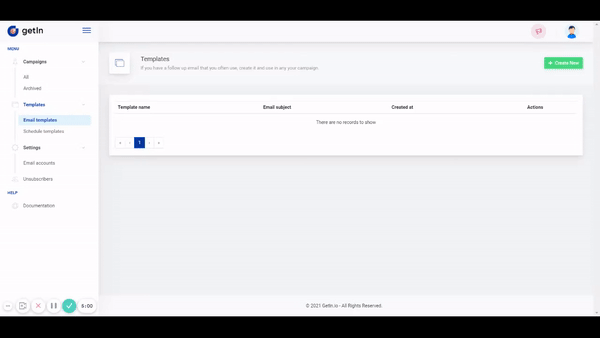 getIn
MENU
Campaigns
All
Archived
Templates
Email templates
Schedule templates
Settings
Email accounts
Unsubscribers
HELP
Documentation
Templates
If you have a follow up email that you often use, create it and use in any your campaign.
+ Create New
Template name Email subject Created at Actions
There are no records to show
« ‹ 1 › »
© 2021 GetIn.io - All Rights Reserved.
5:00